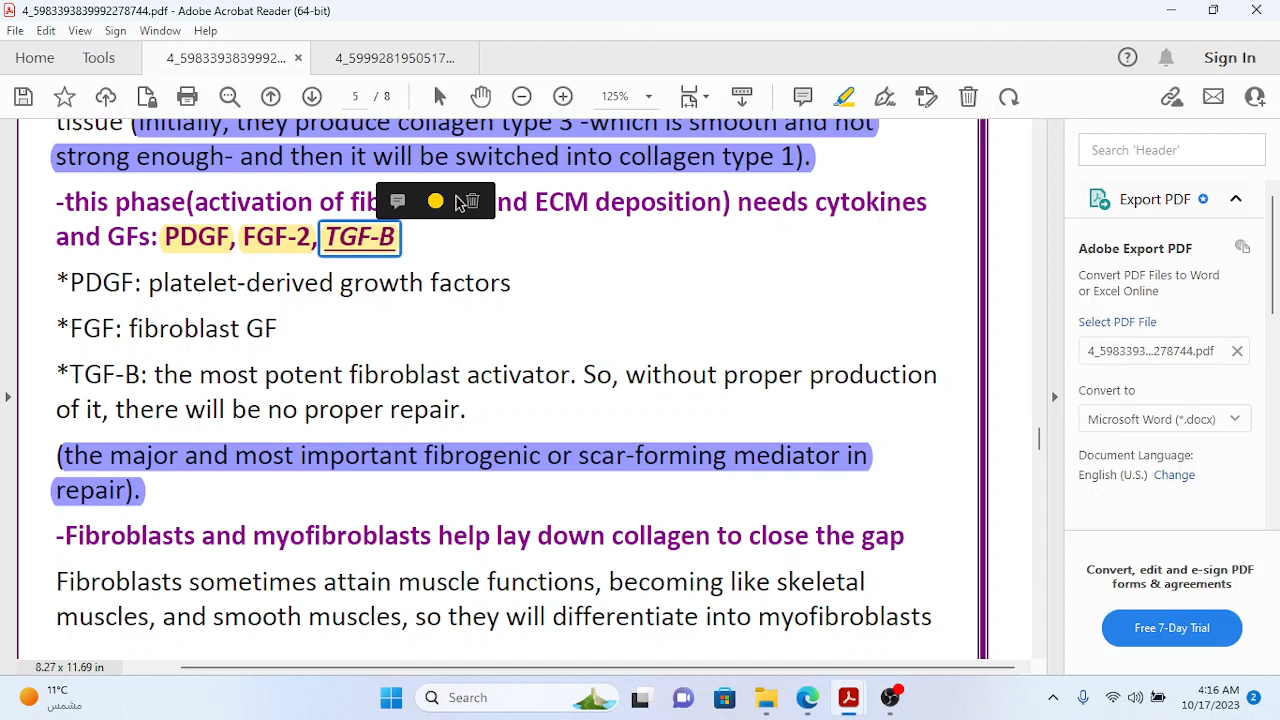 4_5983393839992278744.pdf - Adobe Acrobat Reader (64-bit)
File Edit View Sign Window Help
Home Tools 4_5983393839992... × 4_5999281950517... Sign In
5 / 8 125%
tissue (initially, they produce collagen type 3 -which is smooth and not
strong enough- and then it will be switched into collagen type 1).
-this phase(activation of fib nd ECM deposition) needs cytokines
and GFs: PDGF, FGF-2, TGF-B
*PDGF: platelet-derived growth factors
*FGF: fibroblast GF
*TGF-B: the most potent fibroblast activator. So, without proper production
of it, there will be no proper repair.
(the major and most important fibrogenic or scar-forming mediator in
repair).
-Fibroblasts and myofibroblasts help lay down collagen to close the gap
Fibroblasts sometimes attain muscle functions, becoming like skeletal
muscles, and smooth muscles, so they will differentiate into myofibroblasts
8.27 x 11.69 in
Search 'Header'
Export PDF
Adobe Export PDF
Convert PDF Files to Word
or Excel Online
Select PDF File
4_5983393...278744.pdf
Convert to
Microsoft Word (*.docx)
Document Language:
English (U.S.) Change
Convert, edit and e-sign PDF
forms & agreements
Free 7-Day Trial
11°C
مشمس
Search
4:16 AM
10/17/2023
2